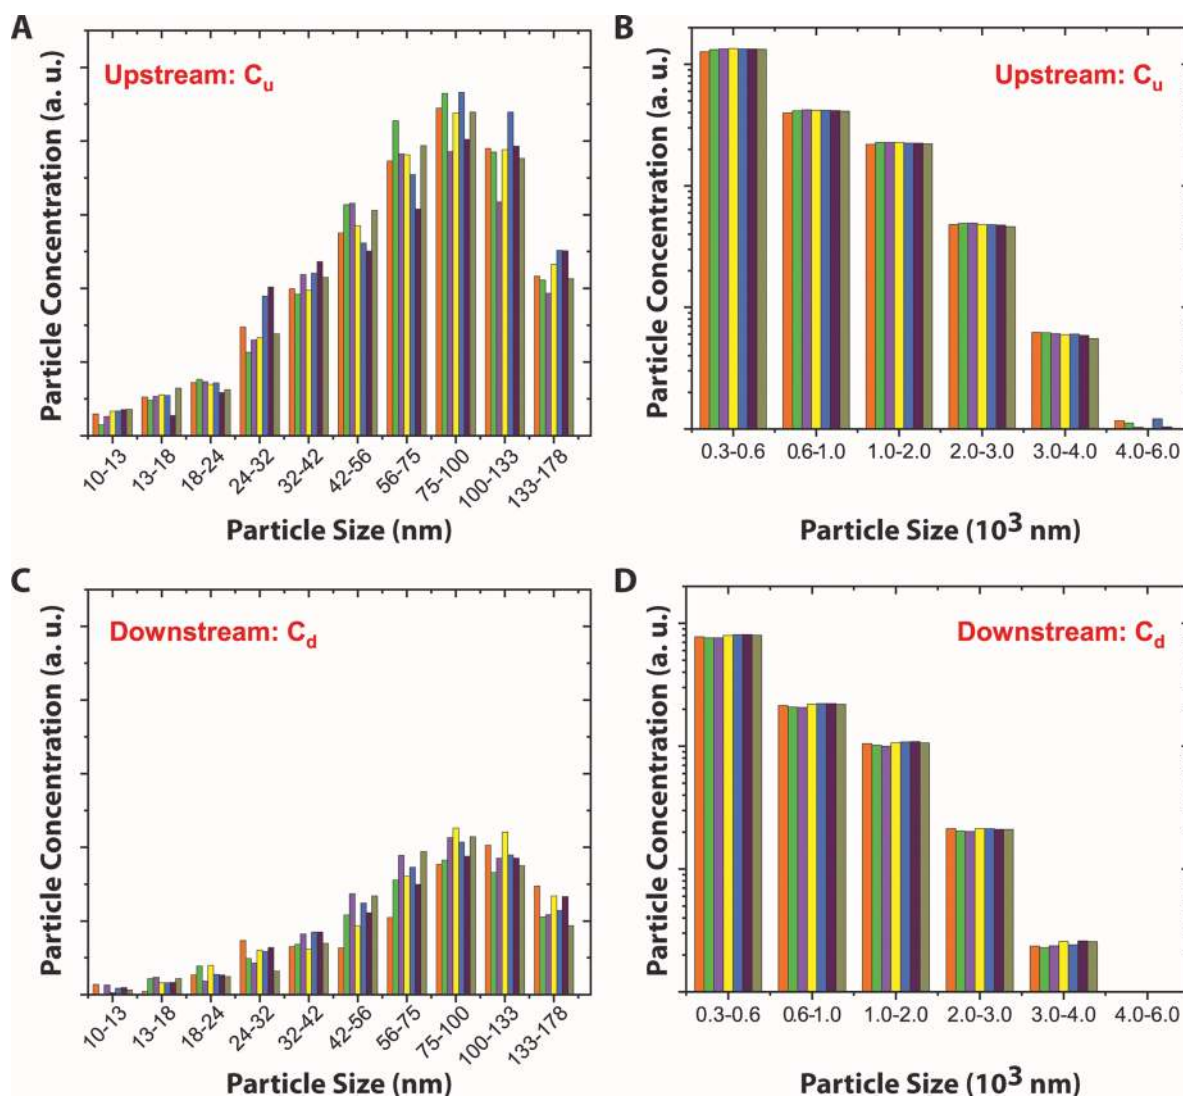 A
Particle Concentration (a. u.)
Upstream: Cu
10-13
13-18
18-24
24-32
32-42
42-56
56-75
75-100
100-133
133-178
Particle Size (nm)
B
Particle Concentration (a. u.)
Upstream: Cu
0.3-0.6
0.6-1.0
1.0-2.0
2.0-3.0
3.0-4.0
4.0-6.0
Particle Size (10³ nm)
C
Particle Concentration (a. u.)
Downstream: Cd
10-13
13-18
18-24
24-32
32-42
42-56
56-75
75-100
100-133
133-178
Particle Size (nm)
D
Particle Concentration (a. u.)
Downstream: Cd
0.3-0.6
0.6-1.0
1.0-2.0
2.0-3.0
3.0-4.0
4.0-6.0
Particle Size (10³ nm)